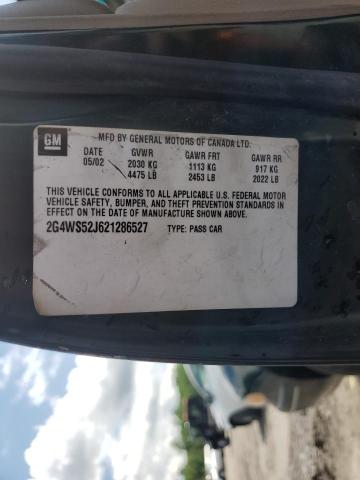 GM
MFD BY GENERAL MOTORS OF CANADA LTD.
DATE GVWR GAWR FRT GAWR RR
05/02 2030 KG 1113 KG 917 KG
4475 LB 2453 LB 2022 LB
THIS VEHICLE CONFORMS TO ALL APPLICABLE U.S. FEDERAL MOTOR
VEHICLE SAFETY, BUMPER, AND THEFT PREVENTION STANDARDS IN
EFFECT ON THE DATE OF MANUFACTURE SHOWN ABOVE.
2G4WS52J621286527 TYPE: PASS CAR